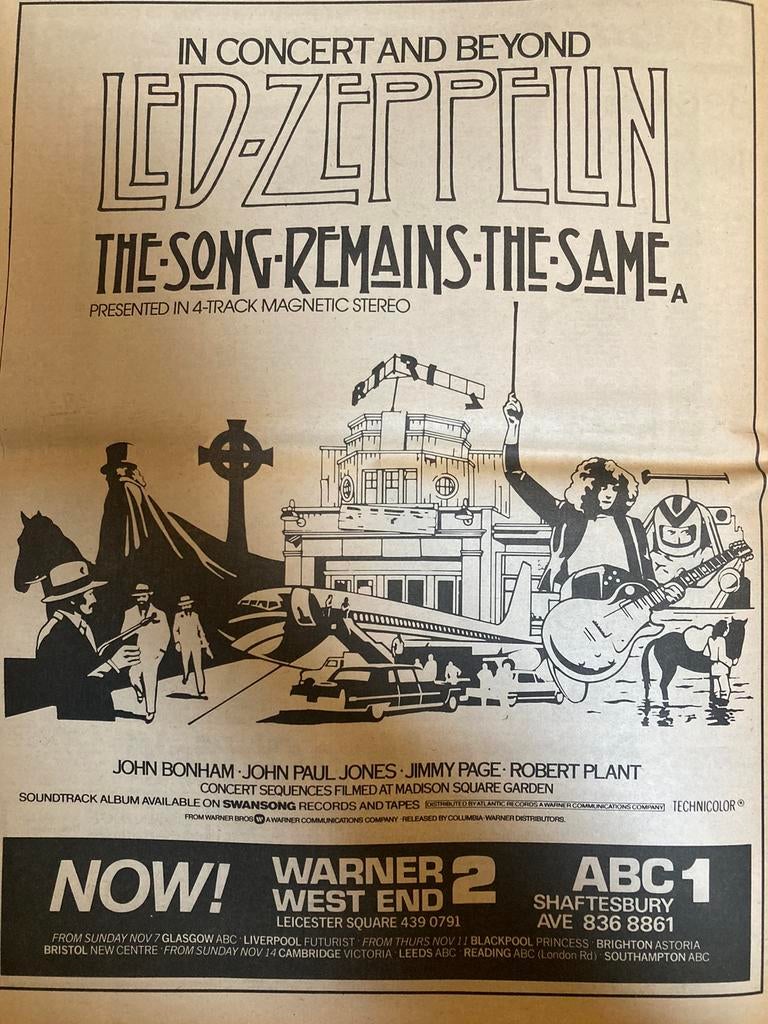 IN CONCERT AND BEYOND
LED-ZEPPELIN
THE·SONG·REMAINS·THE·SAME A
PRESENTED IN 4-TRACK MAGNETIC STEREO
JOHN BONHAM · JOHN PAUL JONES · JIMMY PAGE · ROBERT PLANT
CONCERT SEQUENCES FILMED AT MADISON SQUARE GARDEN
SOUNDTRACK ALBUM AVAILABLE ON SWANSONG RECORDS AND TAPES DISTRIBUTED BY ATLANTIC RECORDS A WARNER COMMUNICATIONS COMPANY TECHNICOLOR®
FROM WARNER BROS A WARNER COMMUNICATIONS COMPANY · RELEASED BY COLUMBIA-WARNER DISTRIBUTORS.
NOW!
WARNER
WEST END 2
LEICESTER SQUARE 439 0791
ABC 1
SHAFTESBURY
AVE 836 8861
FROM SUNDAY NOV 7 GLASGOW ABC · LIVERPOOL FUTURIST · FROM THURS NOV 11 BLACKPOOL PRINCESS · BRIGHTON ASTORIA
BRISTOL NEW CENTRE · FROM SUNDAY NOV 14 CAMBRIDGE VICTORIA · LEEDS ABC · READING ABC (London Rd) · SOUTHAMPTON ABC